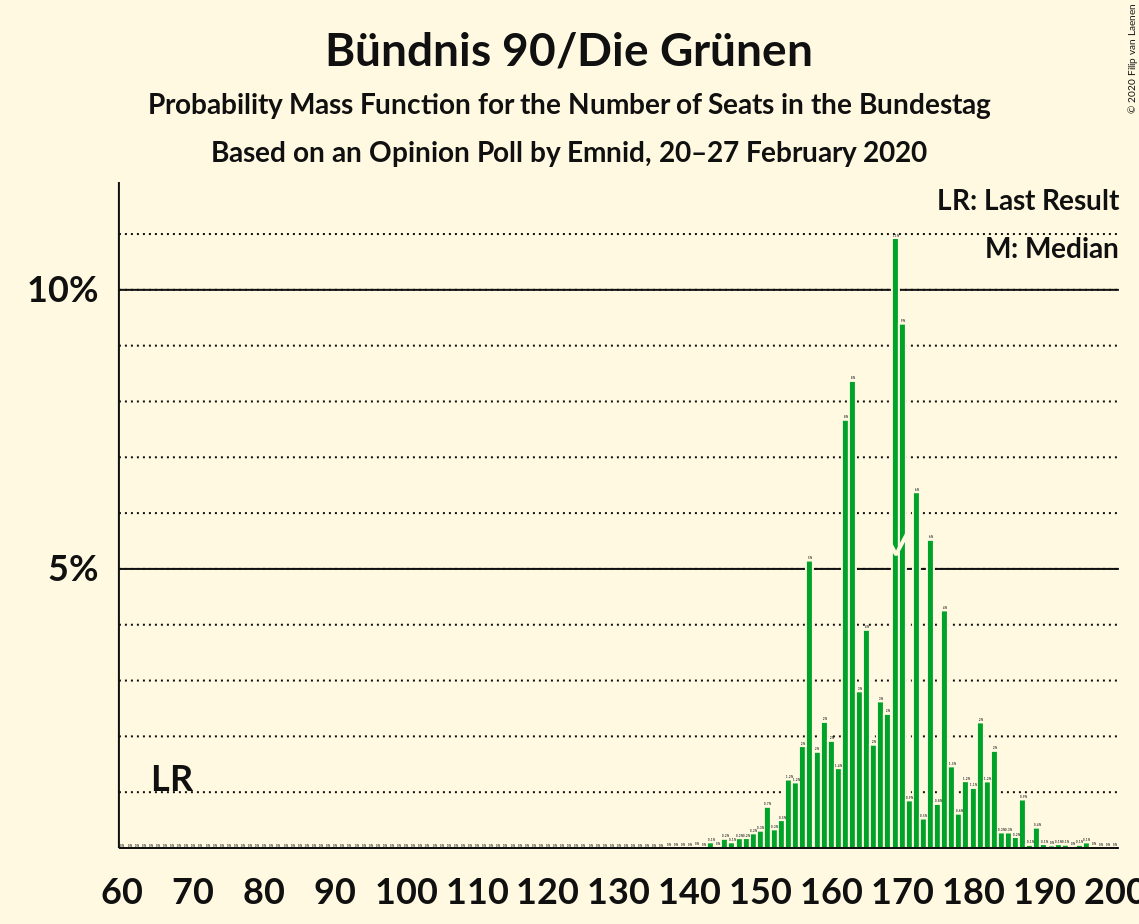 Bündnis 90/Die Grünen
Probability Mass Function for the Number of Seats in the Bundestag
Based on an Opinion Poll by Emnid, 20–27 February 2020
© 2020 Filip van Laenen
LR: Last Result
M: Median
10%
5%
LR
60 70 80 90 100 110 120 130 140 150 160 170 180 190 200